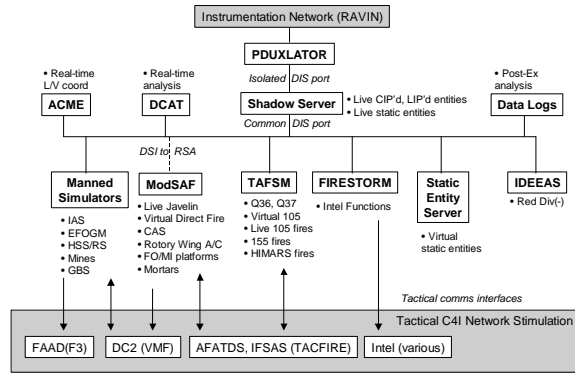 Instrumentation Network (RAVIN)
PDUXLATOR
Isolated DIS port
• Real-time
L/V coord
ACME
• Real-time
analysis
DCAT
Shadow Server
• Live CIP'd, LIP'd entities
• Live static entities
• Post-Ex
analysis
Data Logs
Common DIS port
DSI to RSA
Manned
Simulators
• IAS
• EFOGM
• HSS/RS
• Mines
• GBS
ModSAF
• Live Javelin
• Virtual Direct Fire
• CAS
• Rotory Wing A/C
• FO/MI platforms
• Mortars
TAFSM
• Q36, Q37
• Virtual 105
• Live 105 fires
• 155 fires
• HIMARS fires
FIRESTORM
• Intel Functions
Static
Entity
Server
• Virtual
static entities
IDEEAS
• Red Div(-)
Tactical comms interfaces
Tactical C4I Network Stimulation
FAAD(F3)
DC2 (VMF)
AFATDS, IFSAS (TACFIRE)
Intel (various)